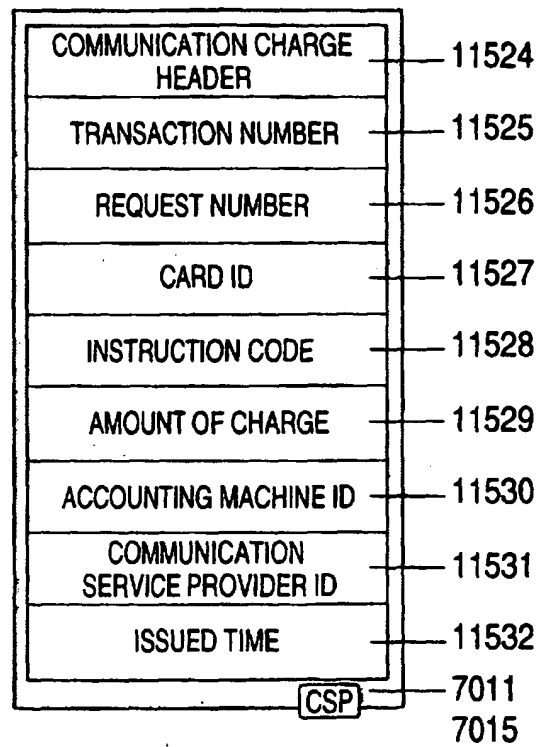 COMMUNICATION CHARGE
HEADER
11524
TRANSACTION NUMBER
11525
REQUEST NUMBER
11526
CARD ID
11527
INSTRUCTION CODE
11528
AMOUNT OF CHARGE
11529
ACCOUNTING MACHINE ID
11530
COMMUNICATION
SERVICE PROVIDER ID
11531
ISSUED TIME
11532
CSP
7011
7015